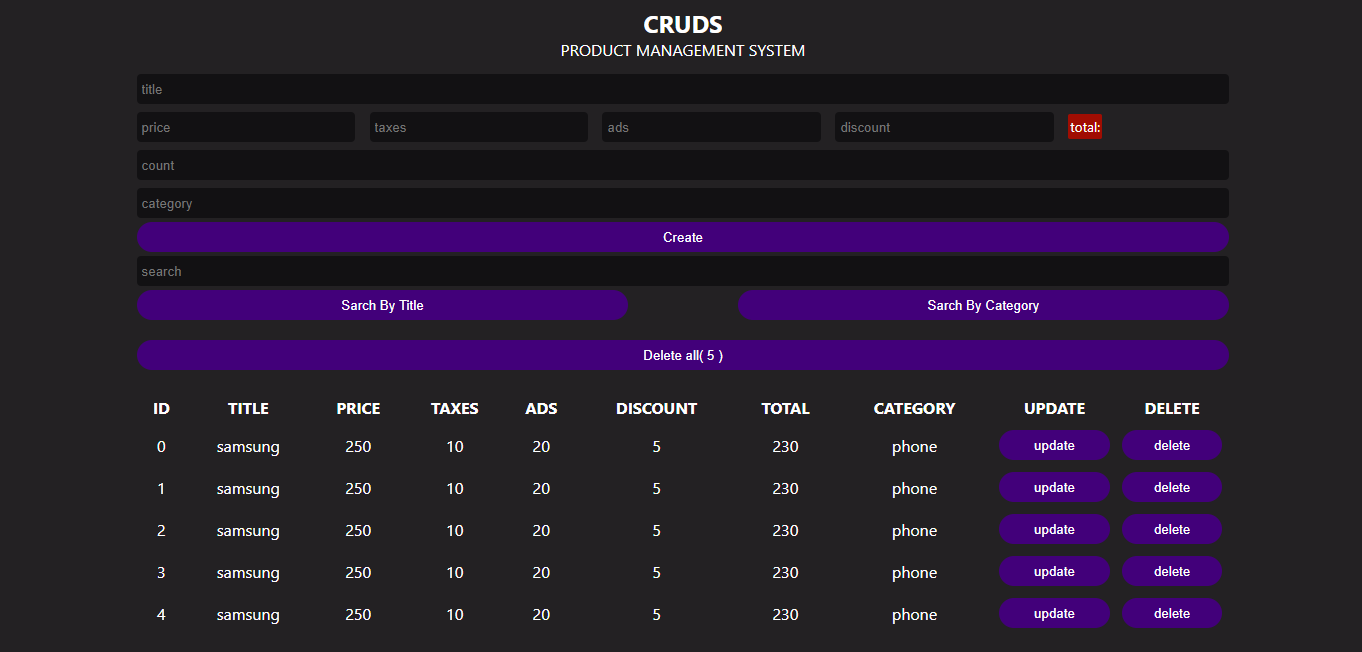 CRUDS
PRODUCT MANAGEMENT SYSTEM
title
price taxes ads discount total:
count
category
Create
search
Sarch By Title Sarch By Category
Delete all( 5 )
ID TITLE PRICE TAXES ADS DISCOUNT TOTAL CATEGORY UPDATE DELETE
0 samsung 250 10 20 5 230 phone update delete
1 samsung 250 10 20 5 230 phone update delete
2 samsung 250 10 20 5 230 phone update delete
3 samsung 250 10 20 5 230 phone update delete
4 samsung 250 10 20 5 230 phone update delete